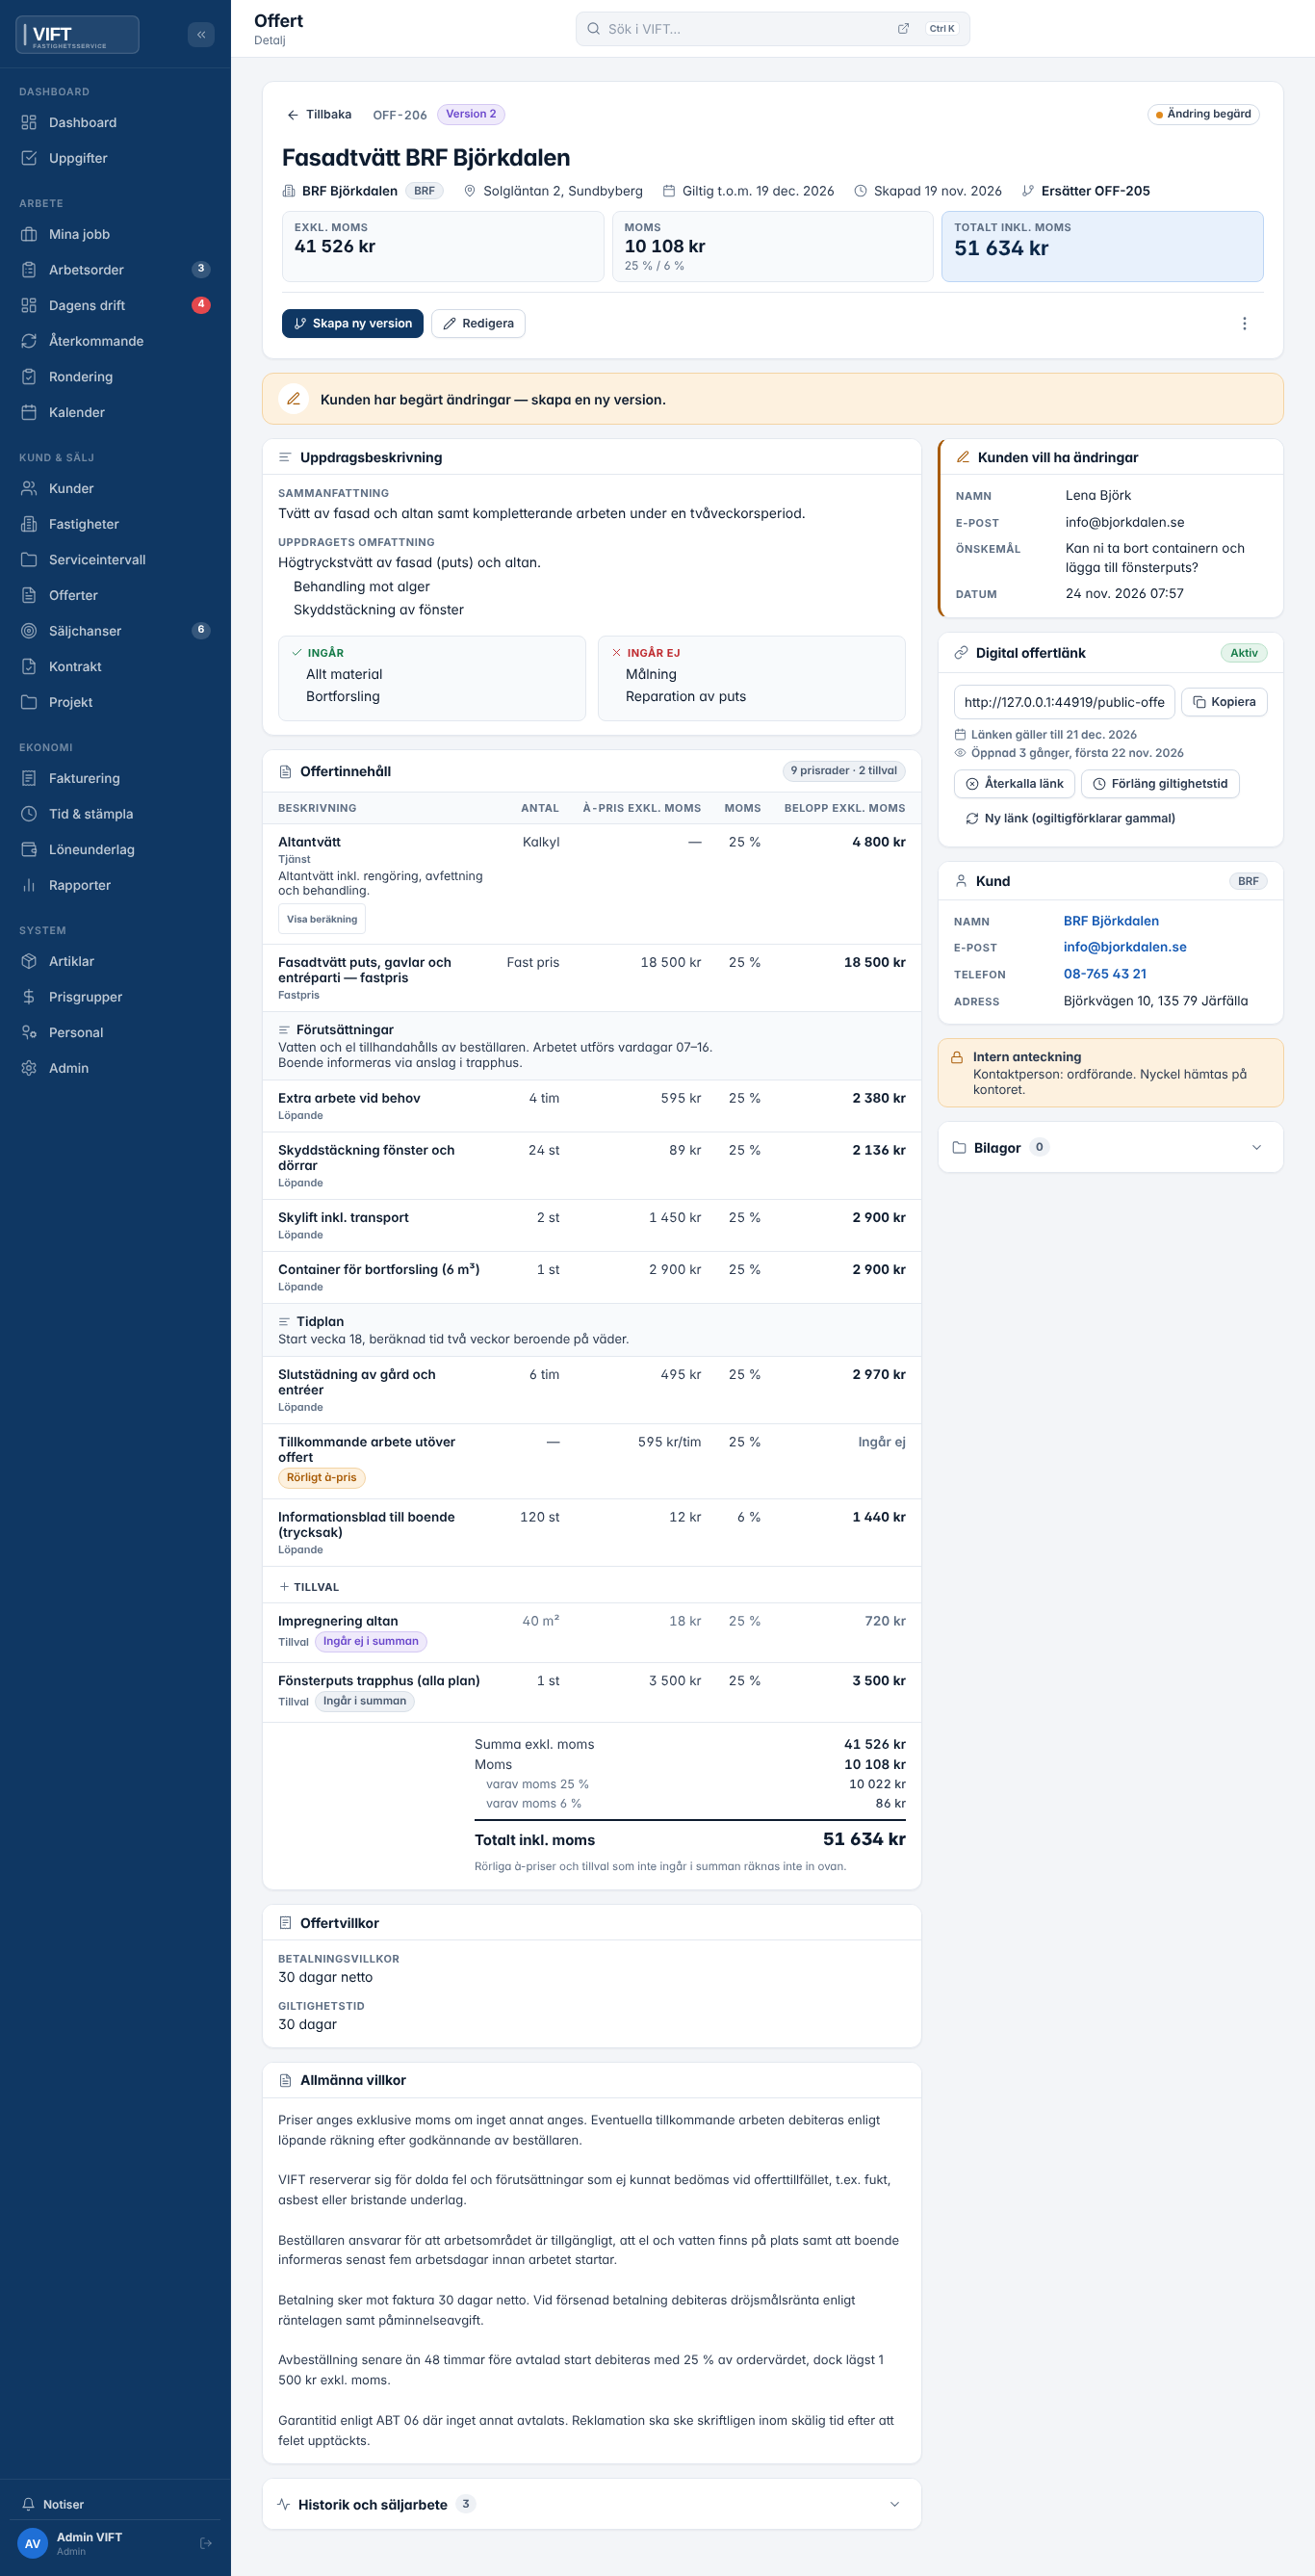 VIFT
FASTIGHETSSERVICE
DASHBOARD
Dashboard
Uppgifter
ARBETE
Mina jobb
Arbetsorder 3
Dagens drift 4
Återkommande
Rondering
Kalender
KUND & SÄLJ
Kunder
Fastigheter
Serviceintervall
Offerter
Säljchanser 6
Kontrakt
Projekt
EKONOMI
Fakturering
Tid & stämpla
Löneunderlag
Rapporter
SYSTEM
Artiklar
Prisgrupper
Personal
Admin
Notiser
AV Admin VIFT
Admin
Offert
Detalj
Sök i VIFT... Ctrl K
Tillbaka OFF-206 Version 2 Ändring begärd
Fasadtvätt BRF Björkdalen
BRF Björkdalen BRF Solgläntan 2, Sundbyberg Giltig t.o.m. 19 dec. 2026 Skapad 19 nov. 2026 Ersätter OFF-205
EXKL. MOMS
41 526 kr
MOMS
10 108 kr
25 % / 6 %
TOTALT INKL. MOMS
51 634 kr
Skapa ny version Redigera
Kunden har begärt ändringar — skapa en ny version.
Uppdragsbeskrivning
SAMMANFATTNING
Tvätt av fasad och altan samt kompletterande arbeten under en tvåveckorsperiod.
UPPDRAGETS OMFATTNING
Högtryckstvätt av fasad (puts) och altan.
Behandling mot alger
Skyddstäckning av fönster
INGÅR
Allt material
Bortforsling
INGÅR EJ
Målning
Reparation av puts
Offertinnehåll 9 prisrader · 2 tillval
BESKRIVNING ANTAL À-PRIS EXKL. MOMS MOMS BELOPP EXKL. MOMS
Altantvätt Kalkyl — 25 % 4 800 kr
Tjänst
Altantvätt inkl. rengöring, avfettning
och behandling.
Visa beräkning
Fasadtvätt puts, gavlar och Fast pris 18 500 kr 25 % 18 500 kr
entréparti — fastpris
Fastpris
Förutsättningar
Vatten och el tillhandahålls av beställaren. Arbetet utförs vardagar 07–16.
Boende informeras via anslag i trapphus.
Extra arbete vid behov 4 tim 595 kr 25 % 2 380 kr
Löpande
Skyddstäckning fönster och 24 st 89 kr 25 % 2 136 kr
dörrar
Löpande
Skylift inkl. transport 2 st 1 450 kr 25 % 2 900 kr
Löpande
Container för bortforsling (6 m³) 1 st 2 900 kr 25 % 2 900 kr
Löpande
Tidplan
Start vecka 18, beräknad tid två veckor beroende på väder.
Slutstädning av gård och 6 tim 495 kr 25 % 2 970 kr
entréer
Löpande
Tillkommande arbete utöver — 595 kr/tim 25 % Ingår ej
offert
Rörligt à-pris
Informationsblad till boende 120 st 12 kr 6 % 1 440 kr
(trycksak)
Löpande
+ TILLVAL
Impregnering altan 40 m² 18 kr 25 % 720 kr
Tillval Ingår ej i summan
Fönsterputs trapphus (alla plan) 1 st 3 500 kr 25 % 3 500 kr
Tillval Ingår i summan
Summa exkl. moms 41 526 kr
Moms 10 108 kr
varav moms 25 % 10 022 kr
varav moms 6 % 86 kr
Totalt inkl. moms 51 634 kr
Rörliga à-priser och tillval som inte ingår i summan räknas inte in ovan.
Offertvillkor
BETALNINGSVILLKOR
30 dagar netto
GILTIGHETSTID
30 dagar
Allmänna villkor
Priser anges exklusive moms om inget annat anges. Eventuella tillkommande arbeten debiteras enligt
löpande räkning efter godkännande av beställaren.
VIFT reserverar sig för dolda fel och förutsättningar som ej kunnat bedömas vid offerttillfället, t.ex. fukt,
asbest eller bristande underlag.
Beställaren ansvarar för att arbetsområdet är tillgängligt, att el och vatten finns på plats samt att boende
informeras senast fem arbetsdagar innan arbetet startar.
Betalning sker mot faktura 30 dagar netto. Vid försenad betalning debiteras dröjsmålsränta enligt
räntelagen samt påminnelseavgift.
Avbeställning senare än 48 timmar före avtalad start debiteras med 25 % av ordervärdet, dock lägst 1
500 kr exkl. moms.
Garantitid enligt ABT 06 där inget annat avtalats. Reklamation ska ske skriftligen inom skälig tid efter att
felet upptäckts.
Historik och säljarbete 3
Kunden vill ha ändringar
NAMN Lena Björk
E-POST info@bjorkdalen.se
ÖNSKEMÅL Kan ni ta bort containern och
lägga till fönsterputs?
DATUM 24 nov. 2026 07:57
Digital offertlänk Aktiv
http://127.0.0.1:44919/public-offe Kopiera
Länken gäller till 21 dec. 2026
Öppnad 3 gånger, första 22 nov. 2026
Återkalla länk Förläng giltighetstid
Ny länk (ogiltigförklarar gammal)
Kund BRF
NAMN BRF Björkdalen
E-POST info@bjorkdalen.se
TELEFON 08-765 43 21
ADRESS Björkvägen 10, 135 79 Järfälla
Intern anteckning
Kontaktperson: ordförande. Nyckel hämtas på
kontoret.
Bilagor 0